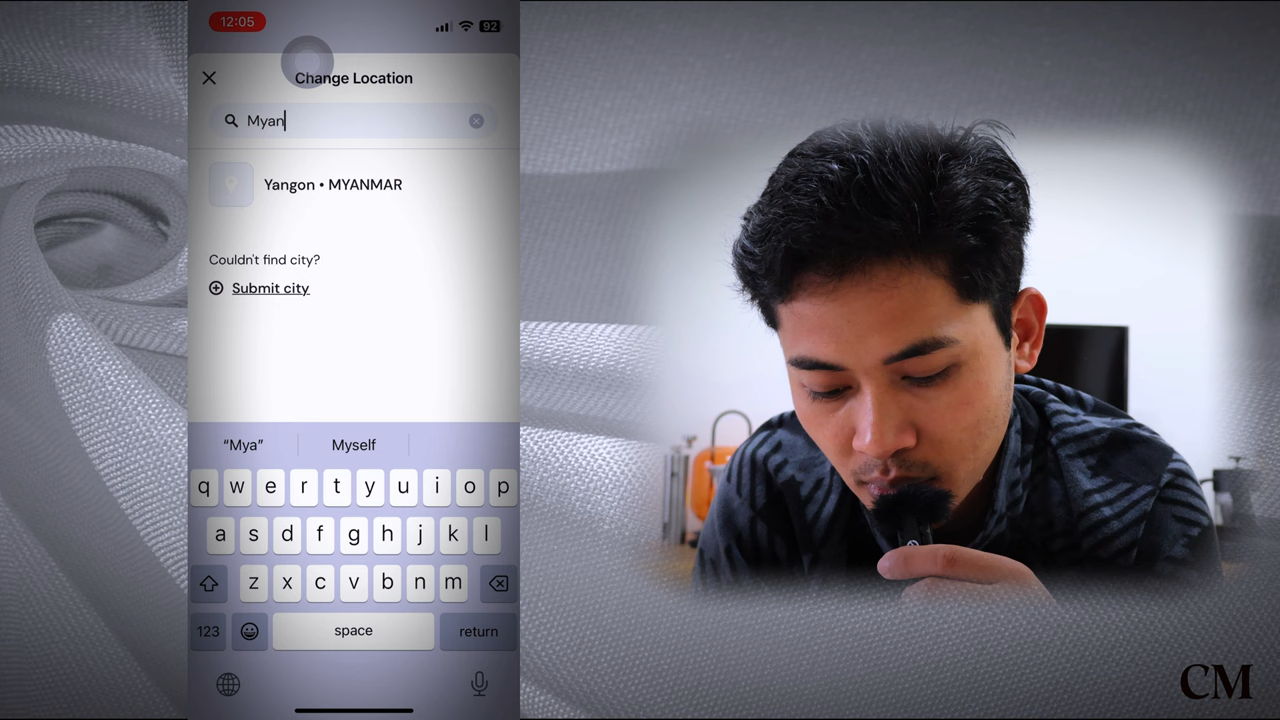 12:05
92
Change Location
Myan
Yangon • MYANMAR
Couldn't find city?
Submit city
“Mya”
Myself
q w e r t y u i o p
a s d f g h j k l
z x c v b n m
123
space
return
CM